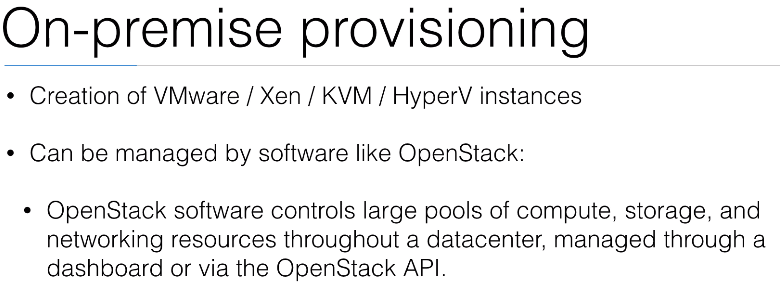 On-premise provisioning
• Creation of VMware / Xen / KVM / HyperV instances
• Can be managed by software like OpenStack:
• OpenStack software controls large pools of compute, storage, and
networking resources throughout a datacenter, managed through a
dashboard or via the OpenStack API.